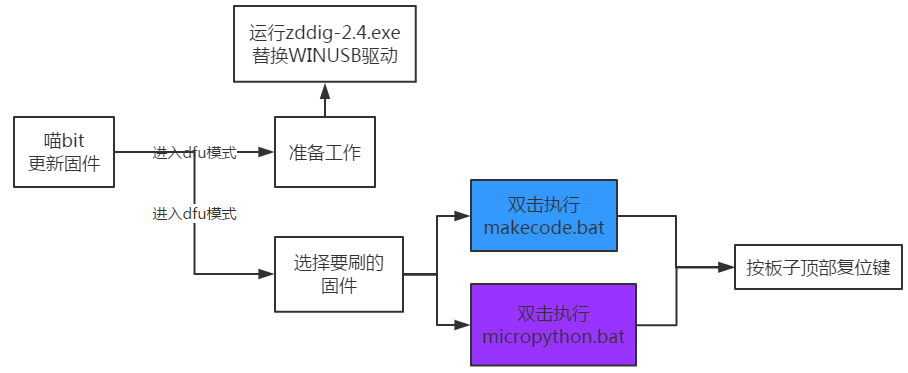 运行zddig-2.4.exe
替换WINUSB驱动
喵bit
更新固件
进入dfu模式
准备工作
进入dfu模式
选择要刷的
固件
双击执行
makecode.bat
双击执行
micropython.bat
按板子顶部复位键